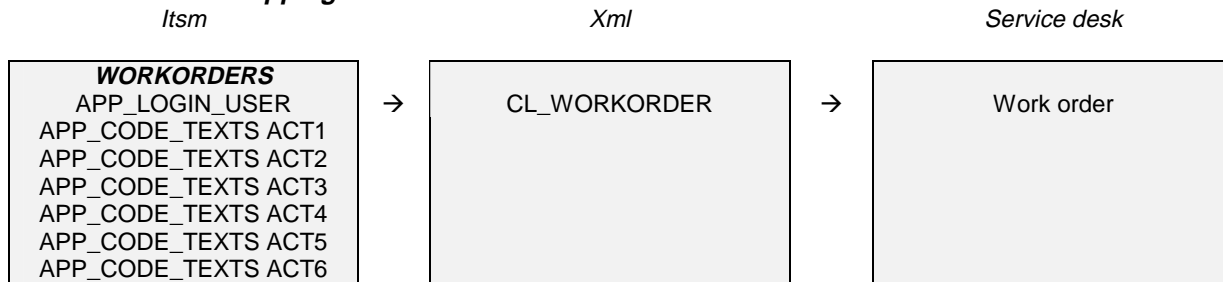 Itsm Xml Service desk
WORKORDERS
APP_LOGIN_USER → CL_WORKORDER → Work order
APP_CODE_TEXTS ACT1
APP_CODE_TEXTS ACT2
APP_CODE_TEXTS ACT3
APP_CODE_TEXTS ACT4
APP_CODE_TEXTS ACT5
APP_CODE_TEXTS ACT6